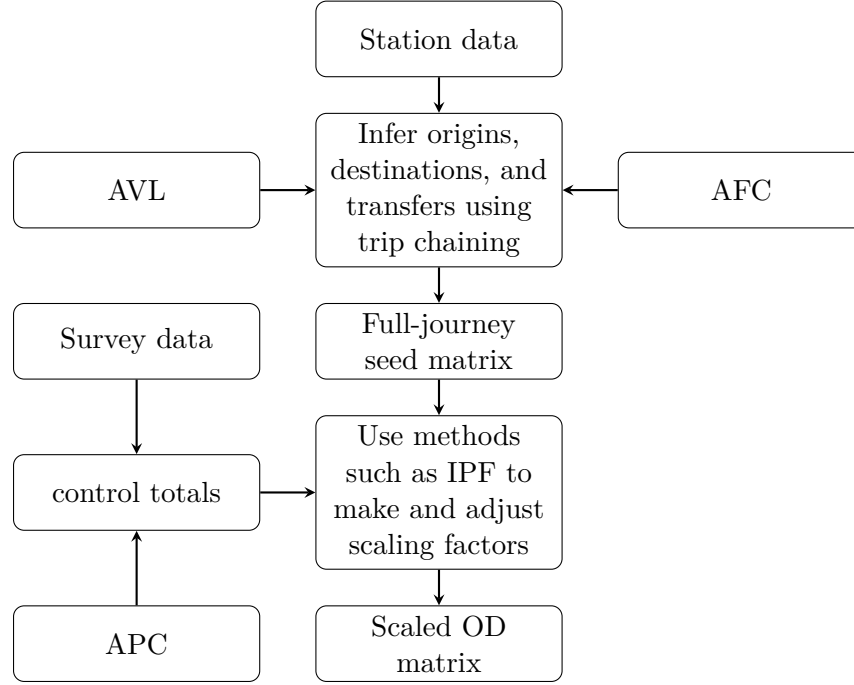 Station data
Infer origins,
destinations, and
transfers using
trip chaining
AVL
AFC
Survey data
Full-journey
seed matrix
control totals
Use methods
such as IPF to
make and adjust
scaling factors
APC
Scaled OD
matrix